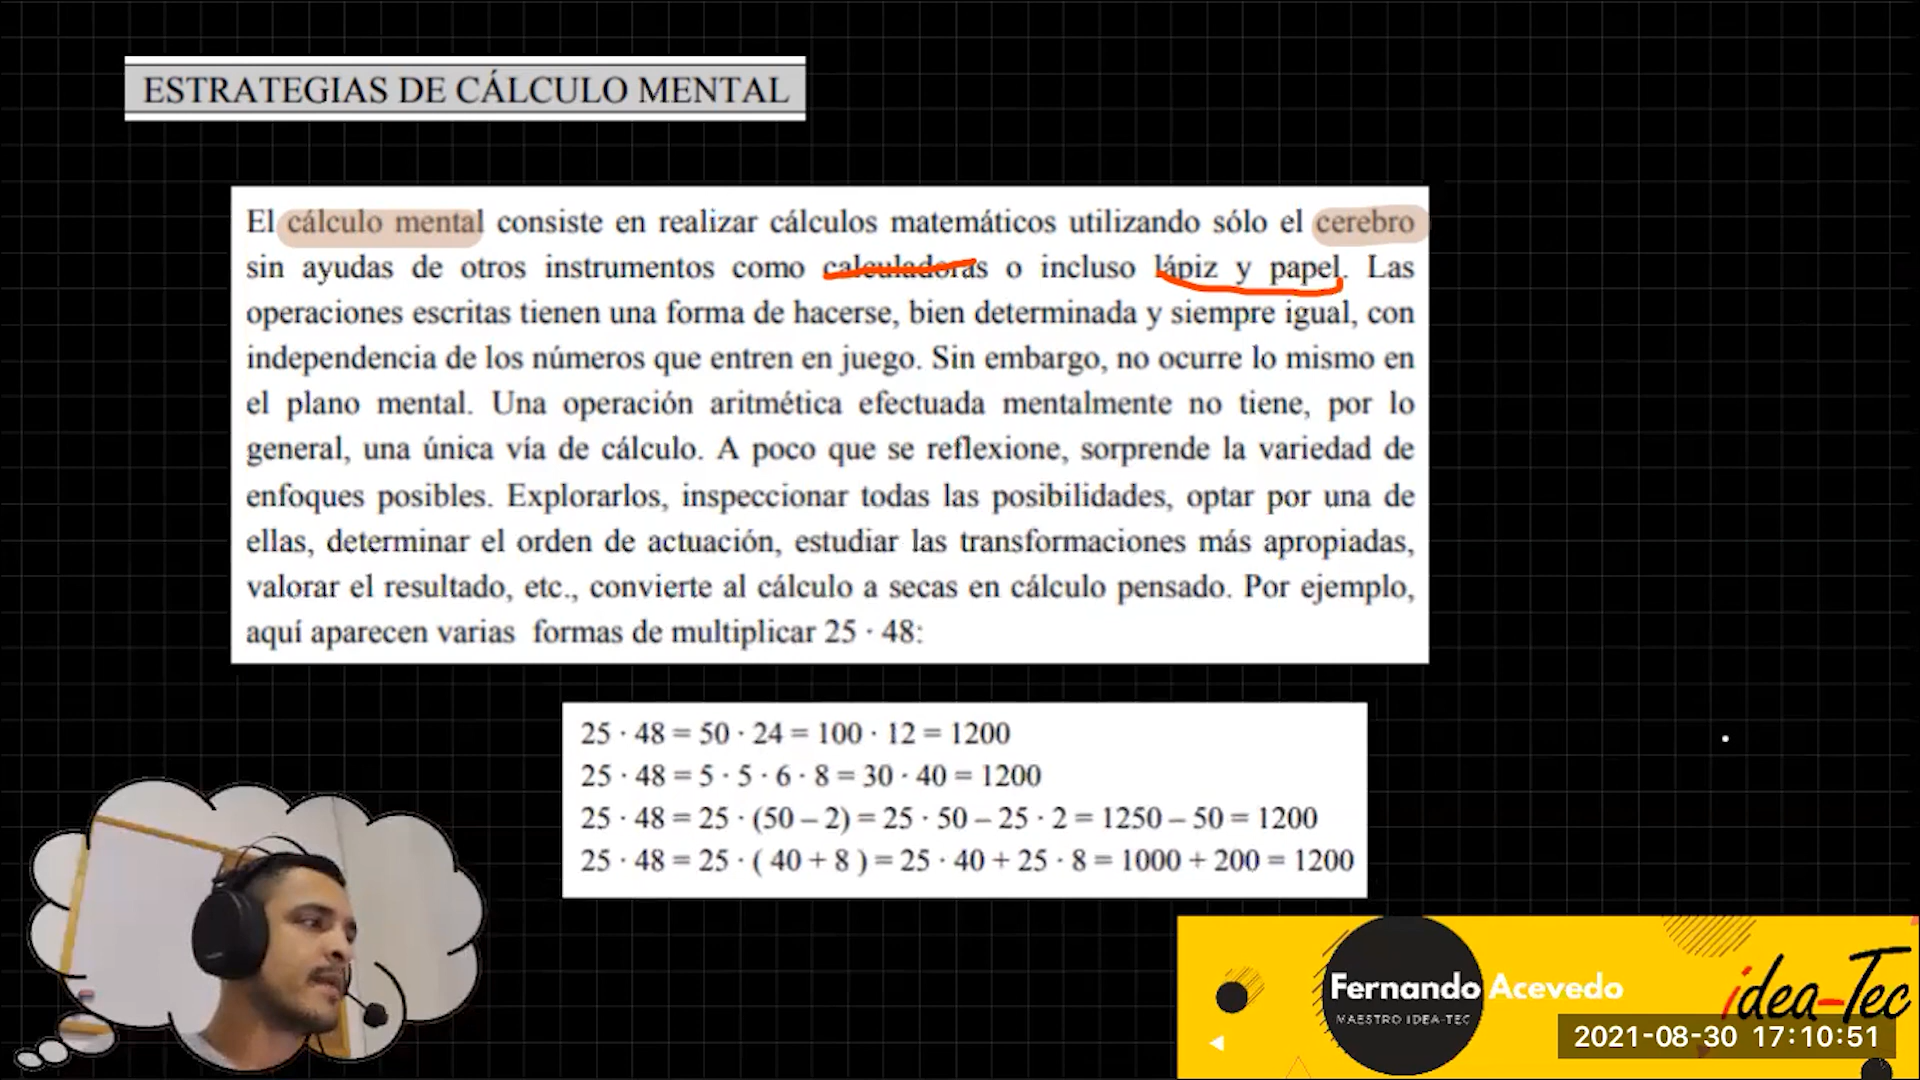 ESTRATEGIAS DE CÁLCULO MENTAL
El cálculo mental consiste en realizar cálculos matemáticos utilizando sólo el cerebro
sin ayudas de otros instrumentos como calculadoras o incluso lápiz y papel. Las
operaciones escritas tienen una forma de hacerse, bien determinada y siempre igual, con
independencia de los números que entren en juego. Sin embargo, no ocurre lo mismo en
el plano mental. Una operación aritmética efectuada mentalmente no tiene, por lo
general, una única vía de cálculo. A poco que se reflexione, sorprende la variedad de
enfoques posibles. Explorarlos, inspeccionar todas las posibilidades, optar por una de
ellas, determinar el orden de actuación, estudiar las transformaciones más apropiadas,
valorar el resultado, etc., convierte al cálculo a secas en cálculo pensado. Por ejemplo,
aquí aparecen varias formas de multiplicar 25 · 48:
25 · 48 = 50 · 24 = 100 · 12 = 1200
25 · 48 = 5 · 5 · 6 · 8 = 30 · 40 = 1200
25 · 48 = 25 · (50 – 2) = 25 · 50 – 25 · 2 = 1250 – 50 = 1200
25 · 48 = 25 · ( 40 + 8 ) = 25 · 40 + 25 · 8 = 1000 + 200 = 1200
Fernando Acevedo
MAESTRO IDEA-TEC
idea-Tec
2021-08-30 17:10:51